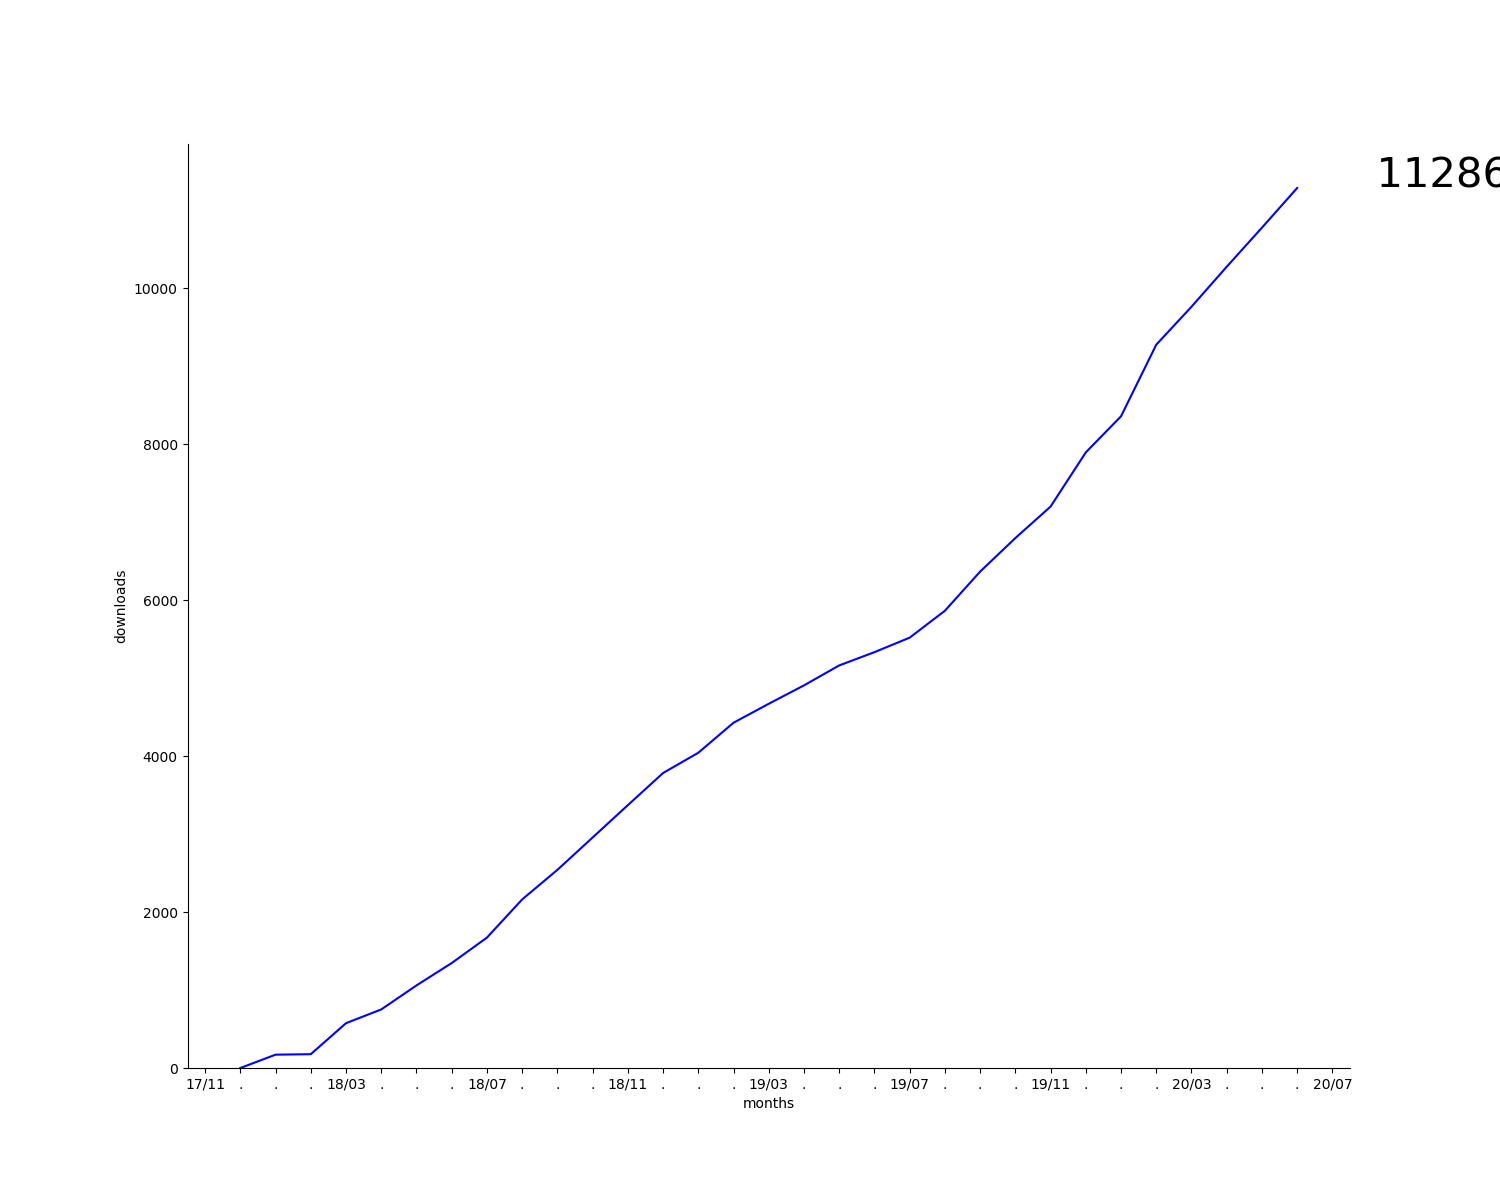 11286
10000
8000
6000
4000
2000
0
downloads
17/11 . . . 18/03 . . . 18/07 . . . 18/11 . . . 19/03 . . . 19/07 . . . 19/11 . . . 20/03 . . . 20/07
months